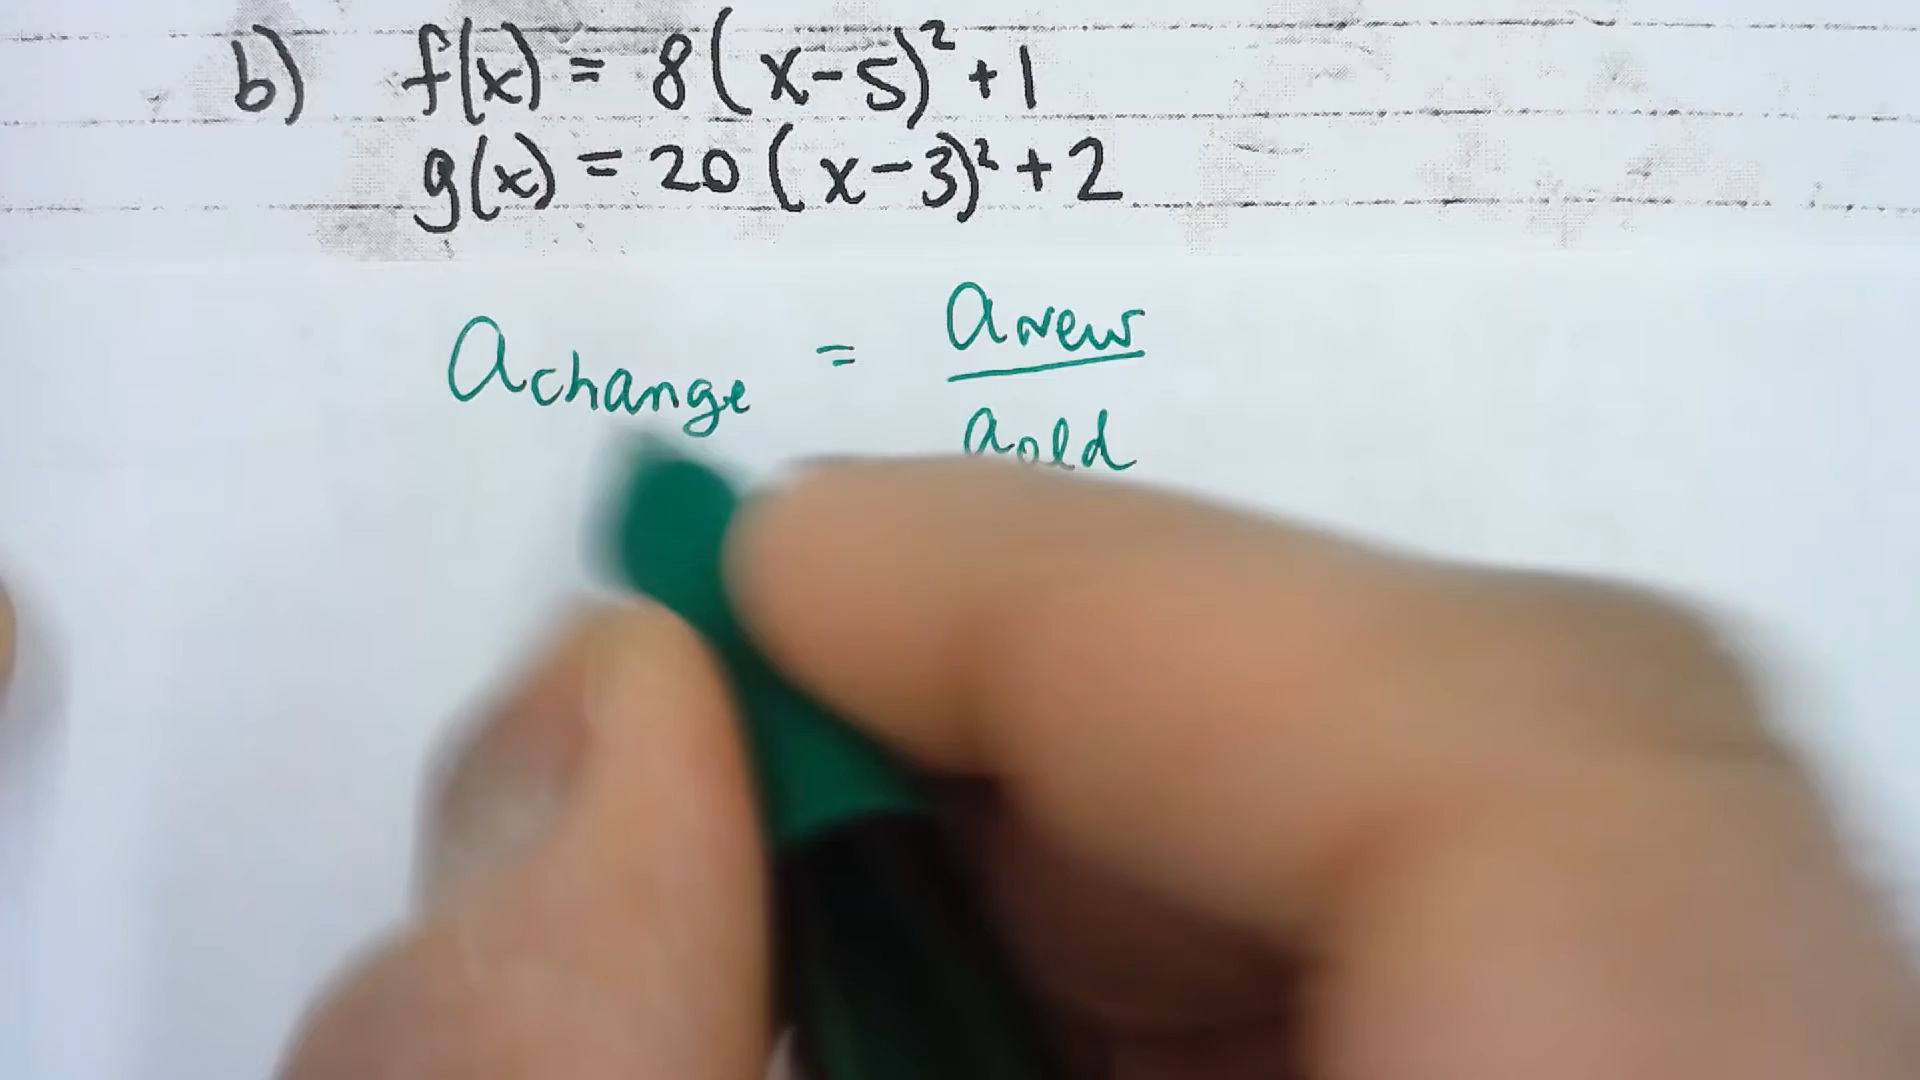 b) f(x) = 8(x-5)² + 1
g(x) = 20(x-3)² + 2
achange = anew / aold